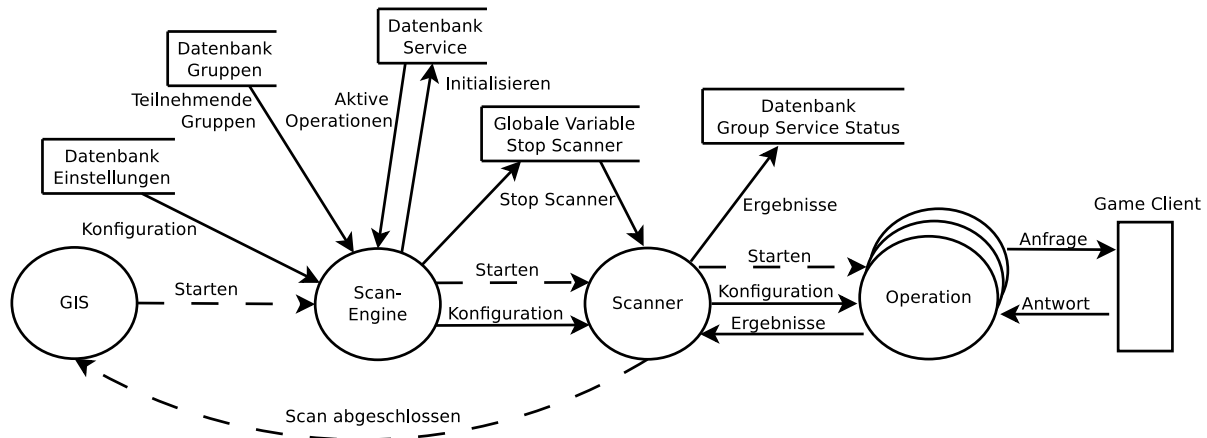 Datenbank
Service
Datenbank
Gruppen
Initialisieren
Teilnehmende
Gruppen
Aktive
Operationen
Datenbank
Group Service Status
Globale Variable
Stop Scanner
Datenbank
Einstellungen
Stop Scanner
Ergebnisse
Game Client
Konfiguration
Anfrage
Starten
GIS
Starten
Scan-
Engine
Starten
Konfiguration
Scanner
Konfiguration
Ergebnisse
Operation
Antwort
Scan abgeschlossen